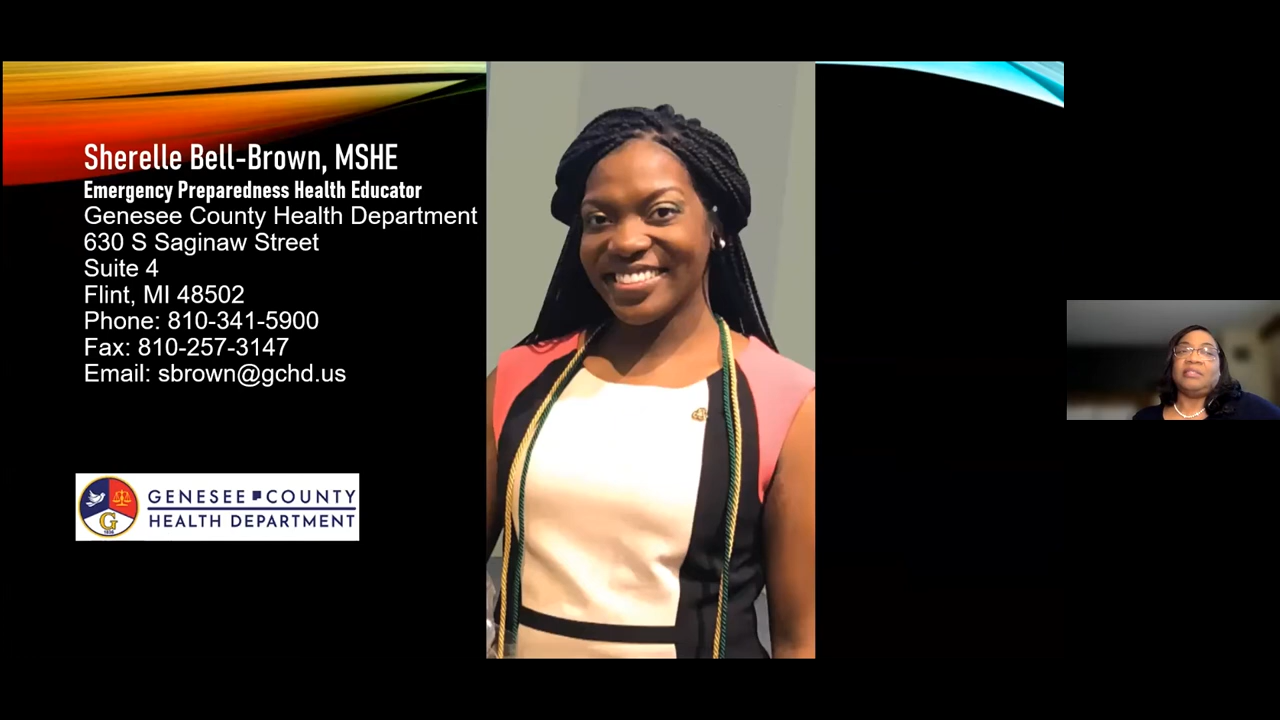 Sherelle Bell-Brown, MSHE
Emergency Preparedness Health Educator
Genesee County Health Department
630 S Saginaw Street
Suite 4
Flint, MI 48502
Phone: 810-341-5900
Fax: 810-257-3147
Email: sbrown@gchd.us
GENESEE COUNTY
HEALTH DEPARTMENT
G